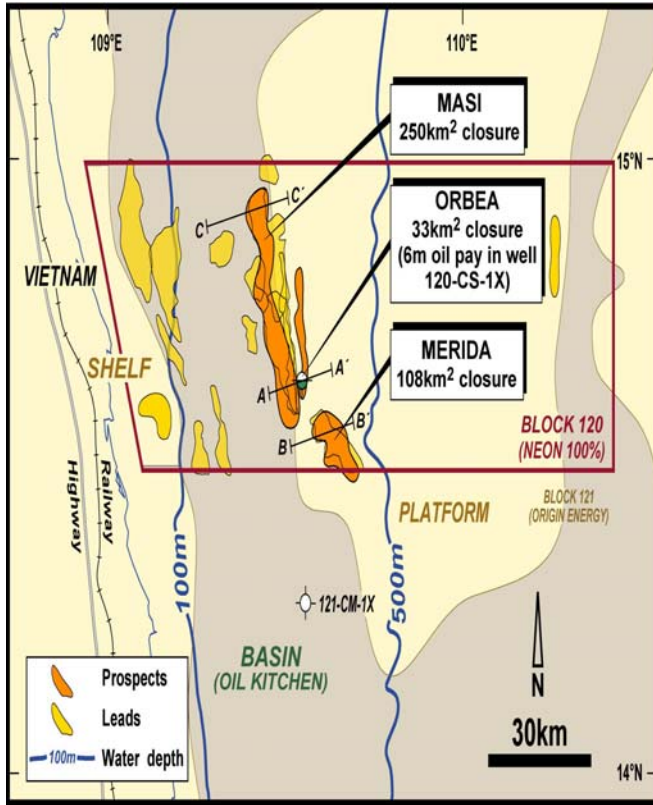 109°E
110°E
MASI
250km² closure
15°N
ORBEA
33km² closure
(6m oil pay in well
120-CS-1X)
C
C´
VIETNAM
SHELF
MERIDA
108km² closure
A
A´
B
B´
BLOCK 120
(NEON 100%)
Highway
Railway
PLATFORM
BLOCK 121
(ORIGIN ENERGY)
100m
500m
121-CM-1X
BASIN
(OIL KITCHEN)
N
30km
Prospects
Leads
100m
Water depth
14°N